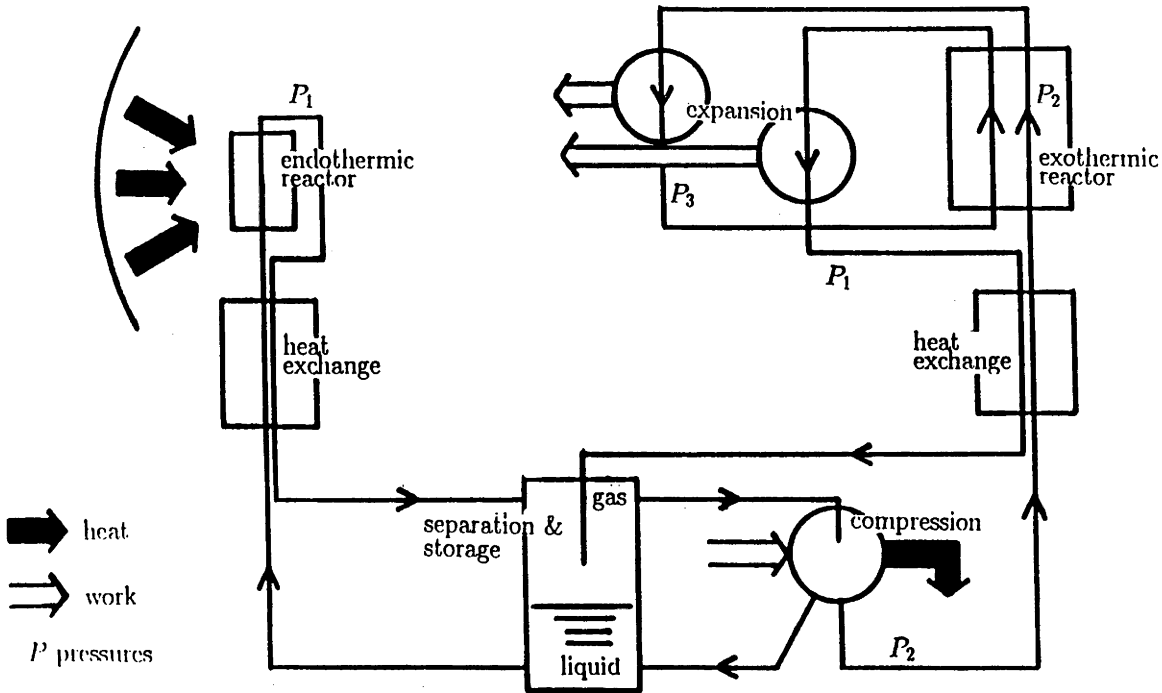 P₁
P₂
expansion
endothermic
reactor
exothermic
reactor
P₃
P₁
heat
exchange
heat
exchange
gas
separation &
storage
compression
heat
work
liquid
P₂
P pressures